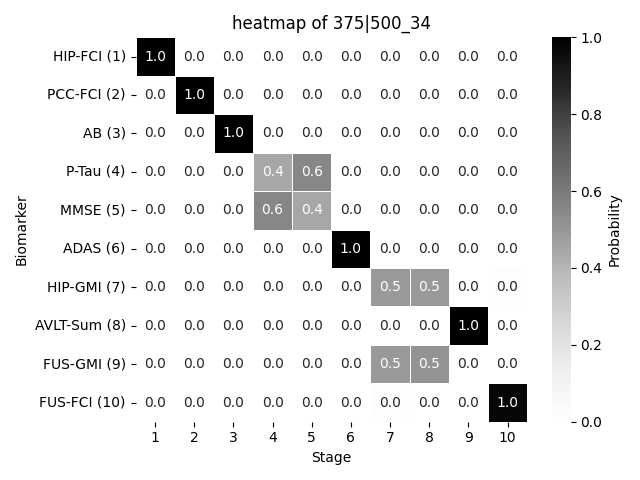 heatmap of 375|500_34
Biomarker
HIP-FCI (1) 1.0 0.0 0.0 0.0 0.0 0.0 0.0 0.0 0.0 0.0
PCC-FCI (2) 0.0 1.0 0.0 0.0 0.0 0.0 0.0 0.0 0.0 0.0
AB (3) 0.0 0.0 1.0 0.0 0.0 0.0 0.0 0.0 0.0 0.0
P-Tau (4) 0.0 0.0 0.0 0.4 0.6 0.0 0.0 0.0 0.0 0.0
MMSE (5) 0.0 0.0 0.0 0.6 0.4 0.0 0.0 0.0 0.0 0.0
ADAS (6) 0.0 0.0 0.0 0.0 0.0 1.0 0.0 0.0 0.0 0.0
HIP-GMI (7) 0.0 0.0 0.0 0.0 0.0 0.0 0.5 0.5 0.0 0.0
AVLT-Sum (8) 0.0 0.0 0.0 0.0 0.0 0.0 0.0 0.0 1.0 0.0
FUS-GMI (9) 0.0 0.0 0.0 0.0 0.0 0.0 0.5 0.5 0.0 0.0
FUS-FCI (10) 0.0 0.0 0.0 0.0 0.0 0.0 0.0 0.0 0.0 1.0
1 2 3 4 5 6 7 8 9 10
Stage
1.0
0.8
0.6
0.4
0.2
0.0
Probability